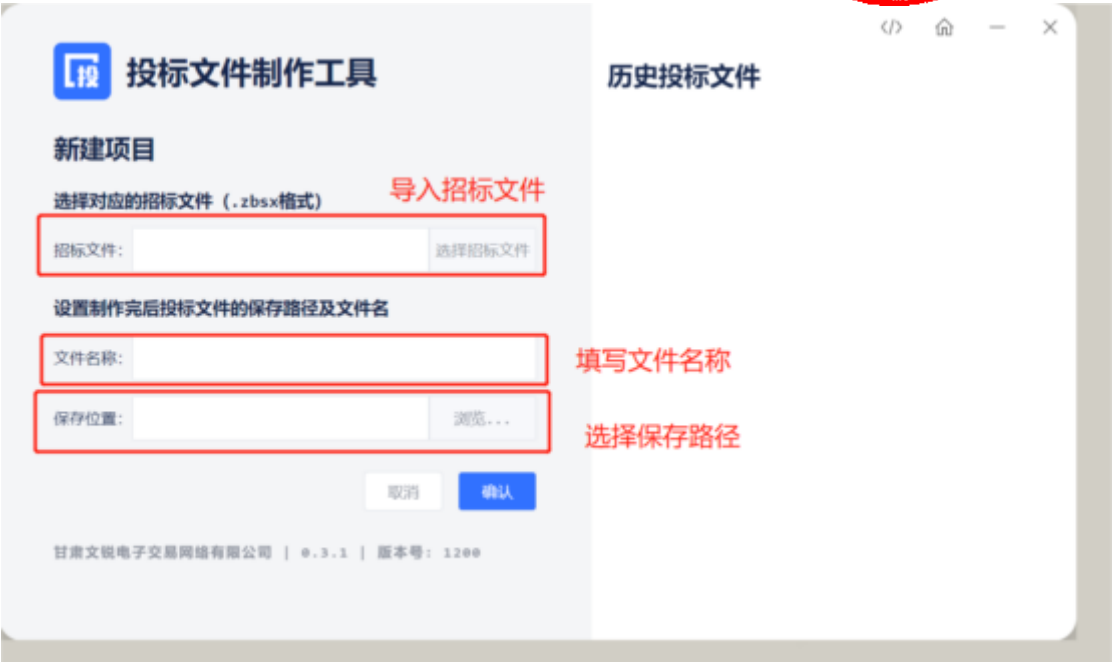 投
投标文件制作工具
历史投标文件
新建项目
选择对应的招标文件（.zbsx格式）
导入招标文件
招标文件：
选择招标文件
设置制作完后投标文件的保存路径及文件名
文件名称：
填写文件名称
保存位置：
浏览...
选择保存路径
取消
确认
甘肃文锐电子交易网络有限公司 | 0.3.1 | 版本号: 1200